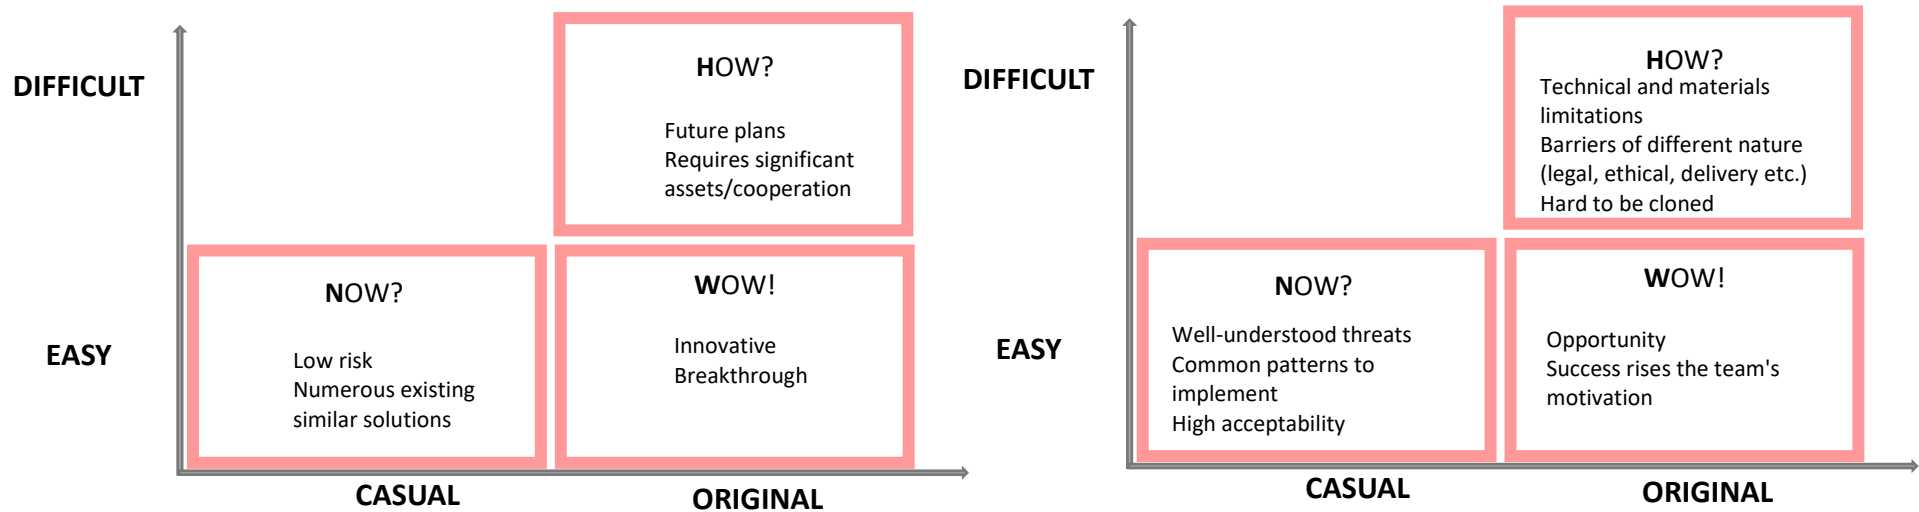 DIFFICULT
HOW?
Future plans
Requires significant
assets/cooperation
EASY
NOW?
Low risk
Numerous existing
similar solutions
WOW!
Innovative
Breakthrough
CASUAL
ORIGINAL
DIFFICULT
HOW?
Technical and materials
limitations
Barriers of different nature
(legal, ethical, delivery etc.)
Hard to be cloned
EASY
NOW?
Well-understood threats
Common patterns to
implement
High acceptability
WOW!
Opportunity
Success rises the team's
motivation
CASUAL
ORIGINAL